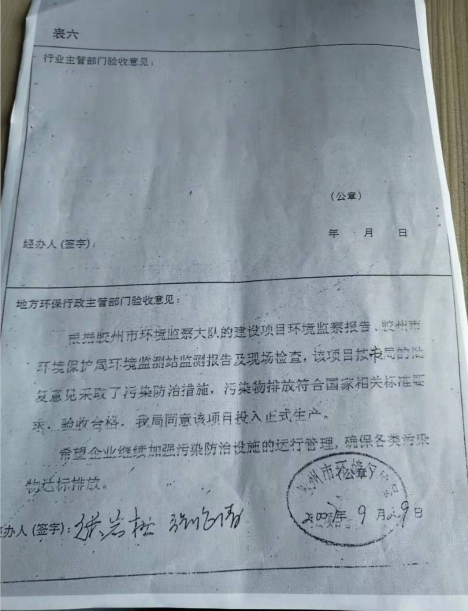 表六
行业主管部门验收意见：
(公章)
经办人(签字)：
年 月 日
地方环保行政主管部门验收意见：
根据胶州市环境监察大队的建设项目环境监察报告、胶州市
环境保护局环境监测站监测报告及现场检查，该项目按我局的批
复意见采取了污染防治措施，污染物排放符合国家相关标准要
求，验收合格。我局同意该项目投入正式生产。
希望企业继续加强污染防治设施的运行管理，确保各类污染
物达标排放。
州市环境
(公章)
经办人(签字)：
年 9 月 29 日